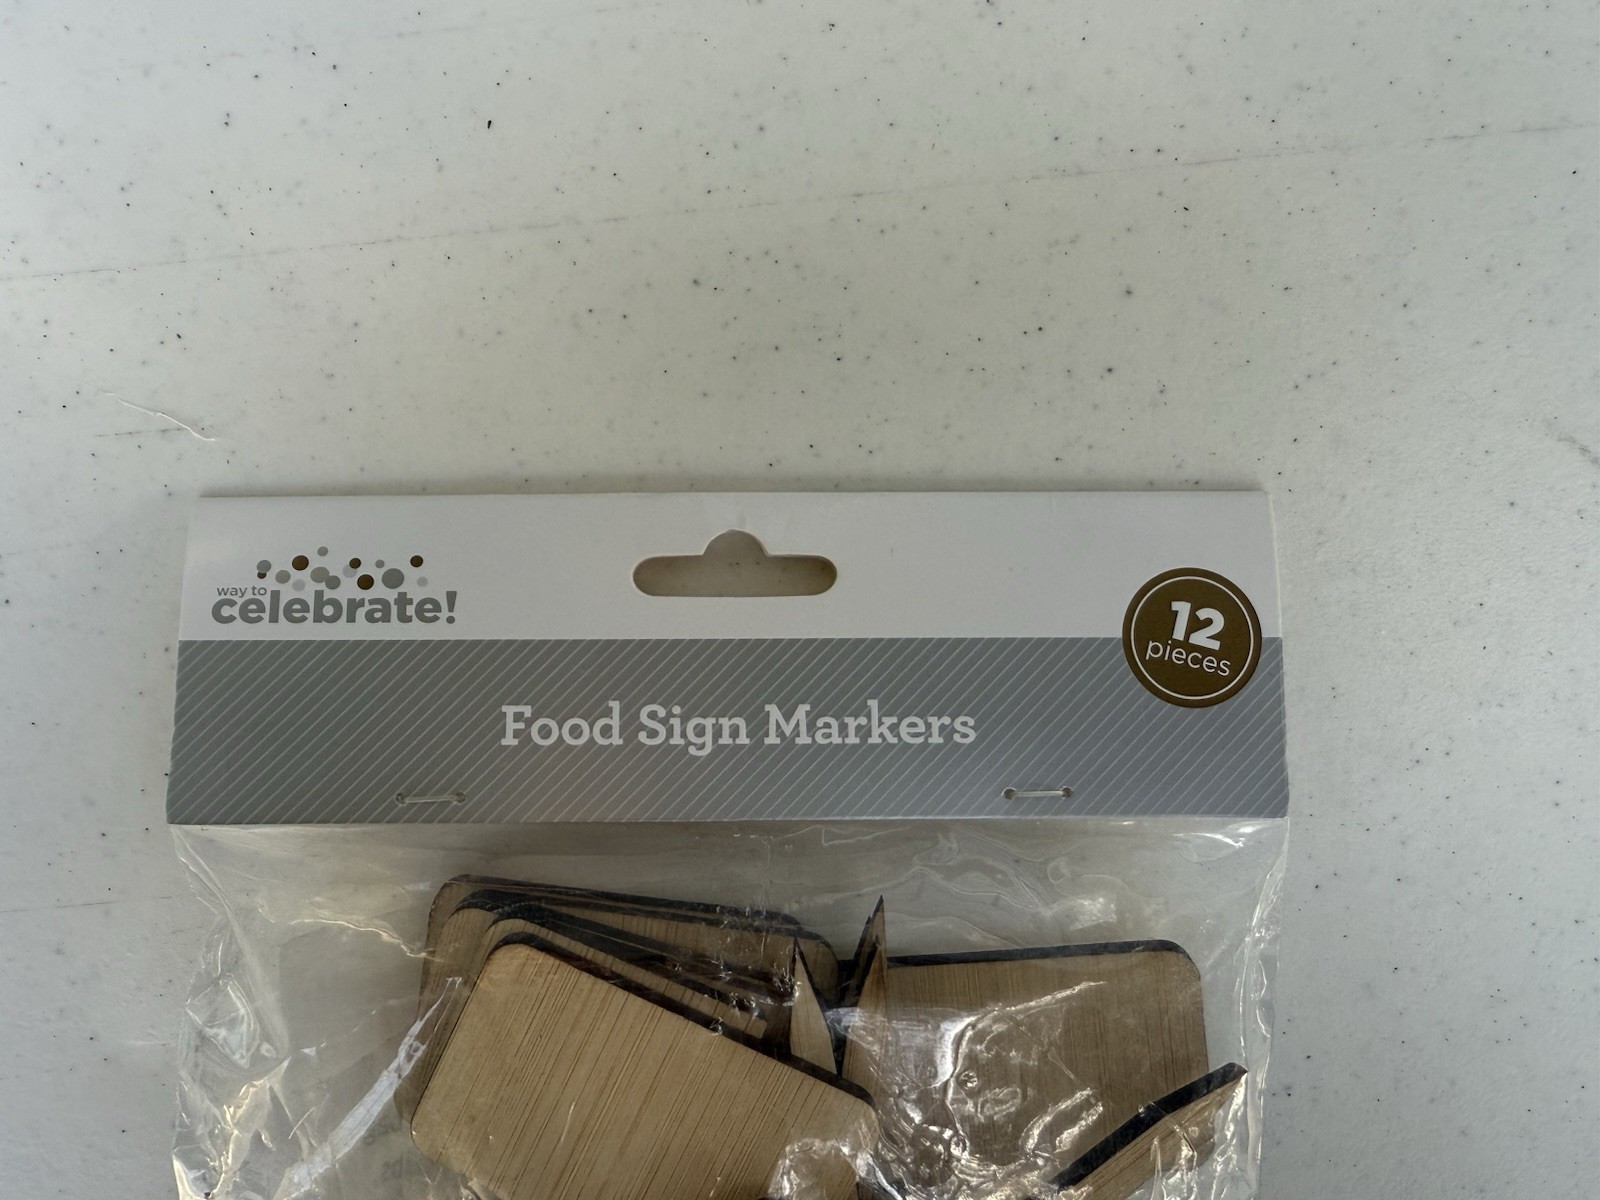 way to
celebrate!
12
pieces
Food Sign Markers